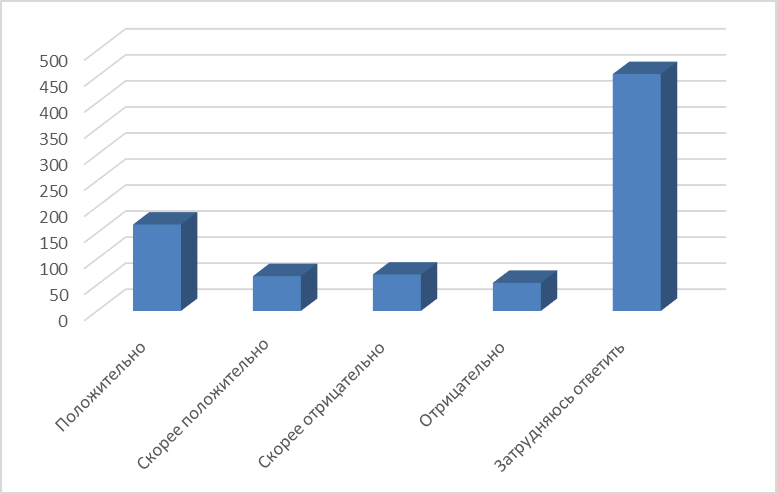 500
450
400
350
300
250
200
150
100
50
0
Положительно
Скорее положительно
Скорее отрицательно
Отрицательно
Затрудняюсь ответить